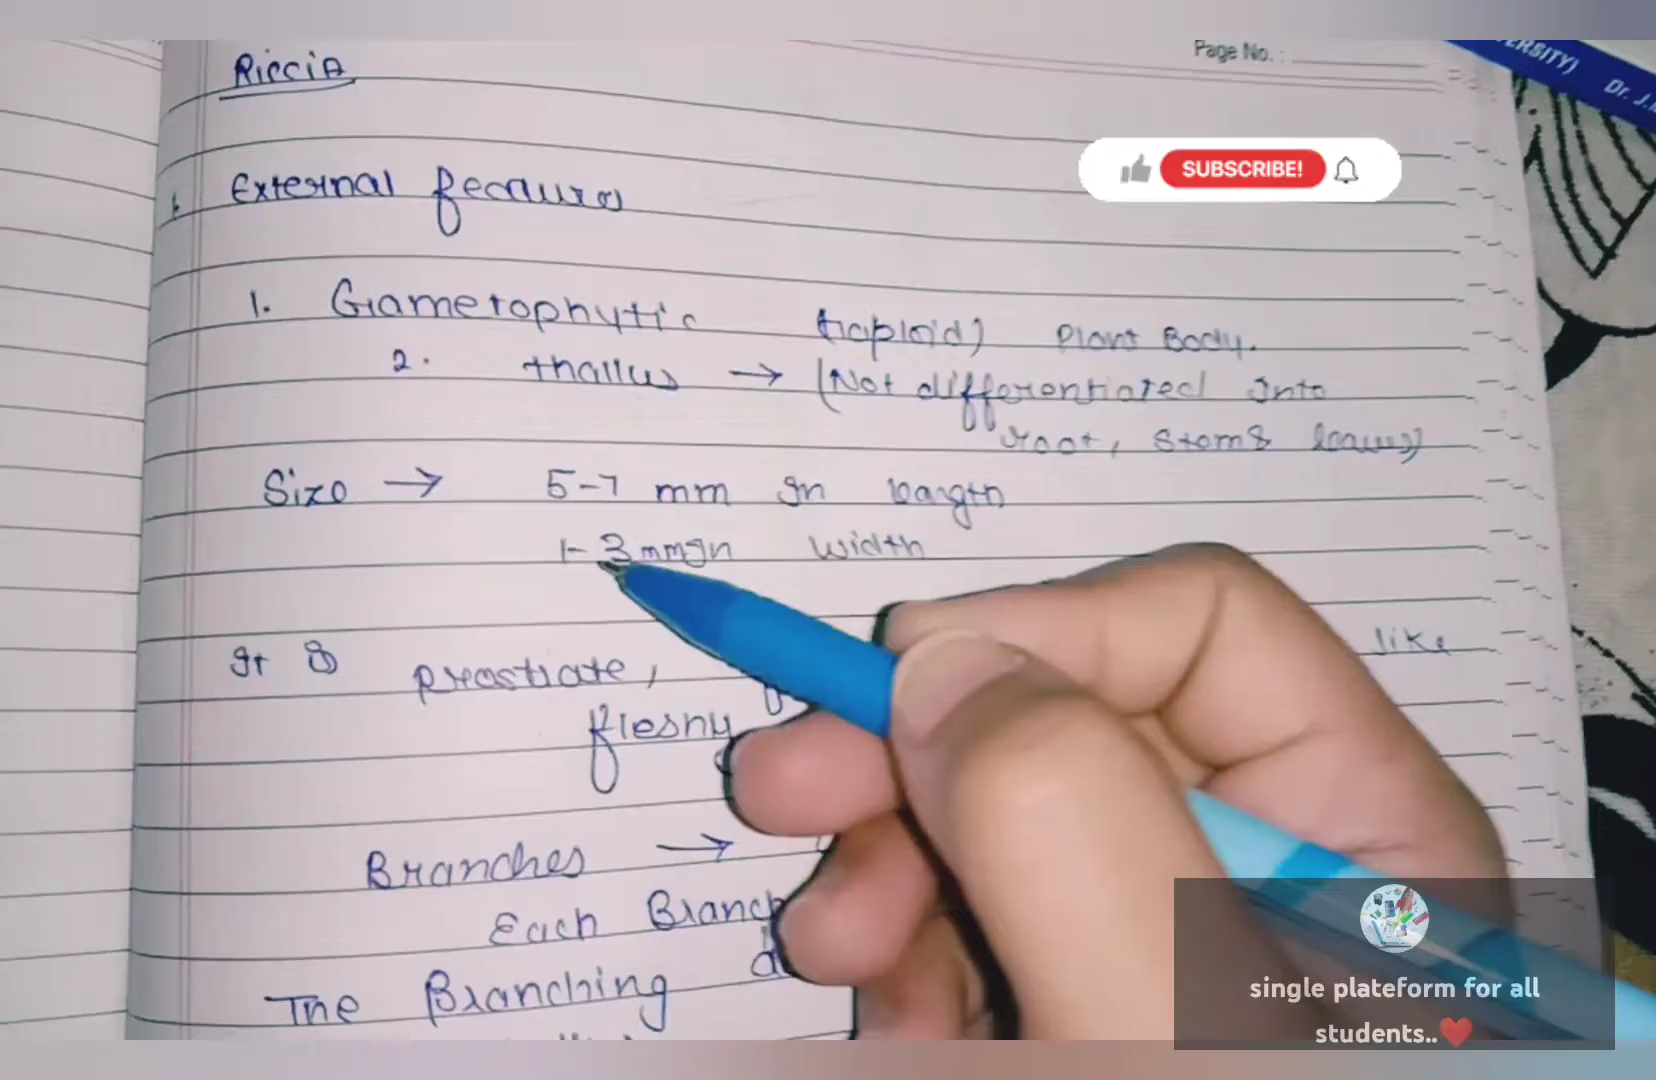 Page No. :
ERSITY) Dr. J.
Riccia
1. External Features
1. Gametophytic (haploid) Plant Body.
2. thallus → (Not differentiated Into
root, Stem & leaves)
Size → 5-7 mm In length
1-3 mm In width
It is prostrate, like
fleshy
Branches →
Each Branch
The Branching
SUBSCRIBE!
single plateform for all
students..❤️